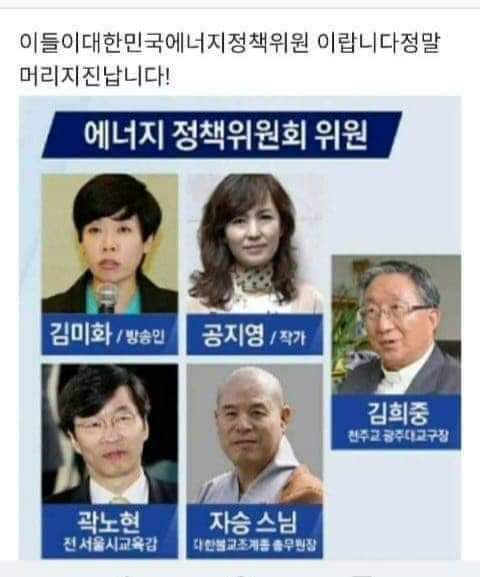 이들이대한민국에너지정책위원 이랍니다정말
머리지진납니다!
에너지 정책위원회 위원
김미화 / 방송인
공지영 / 작가
김희중
천주교 광주대교구장
곽노현
전 서울시교육감
자승 스님
대한불교조계종 총무원장